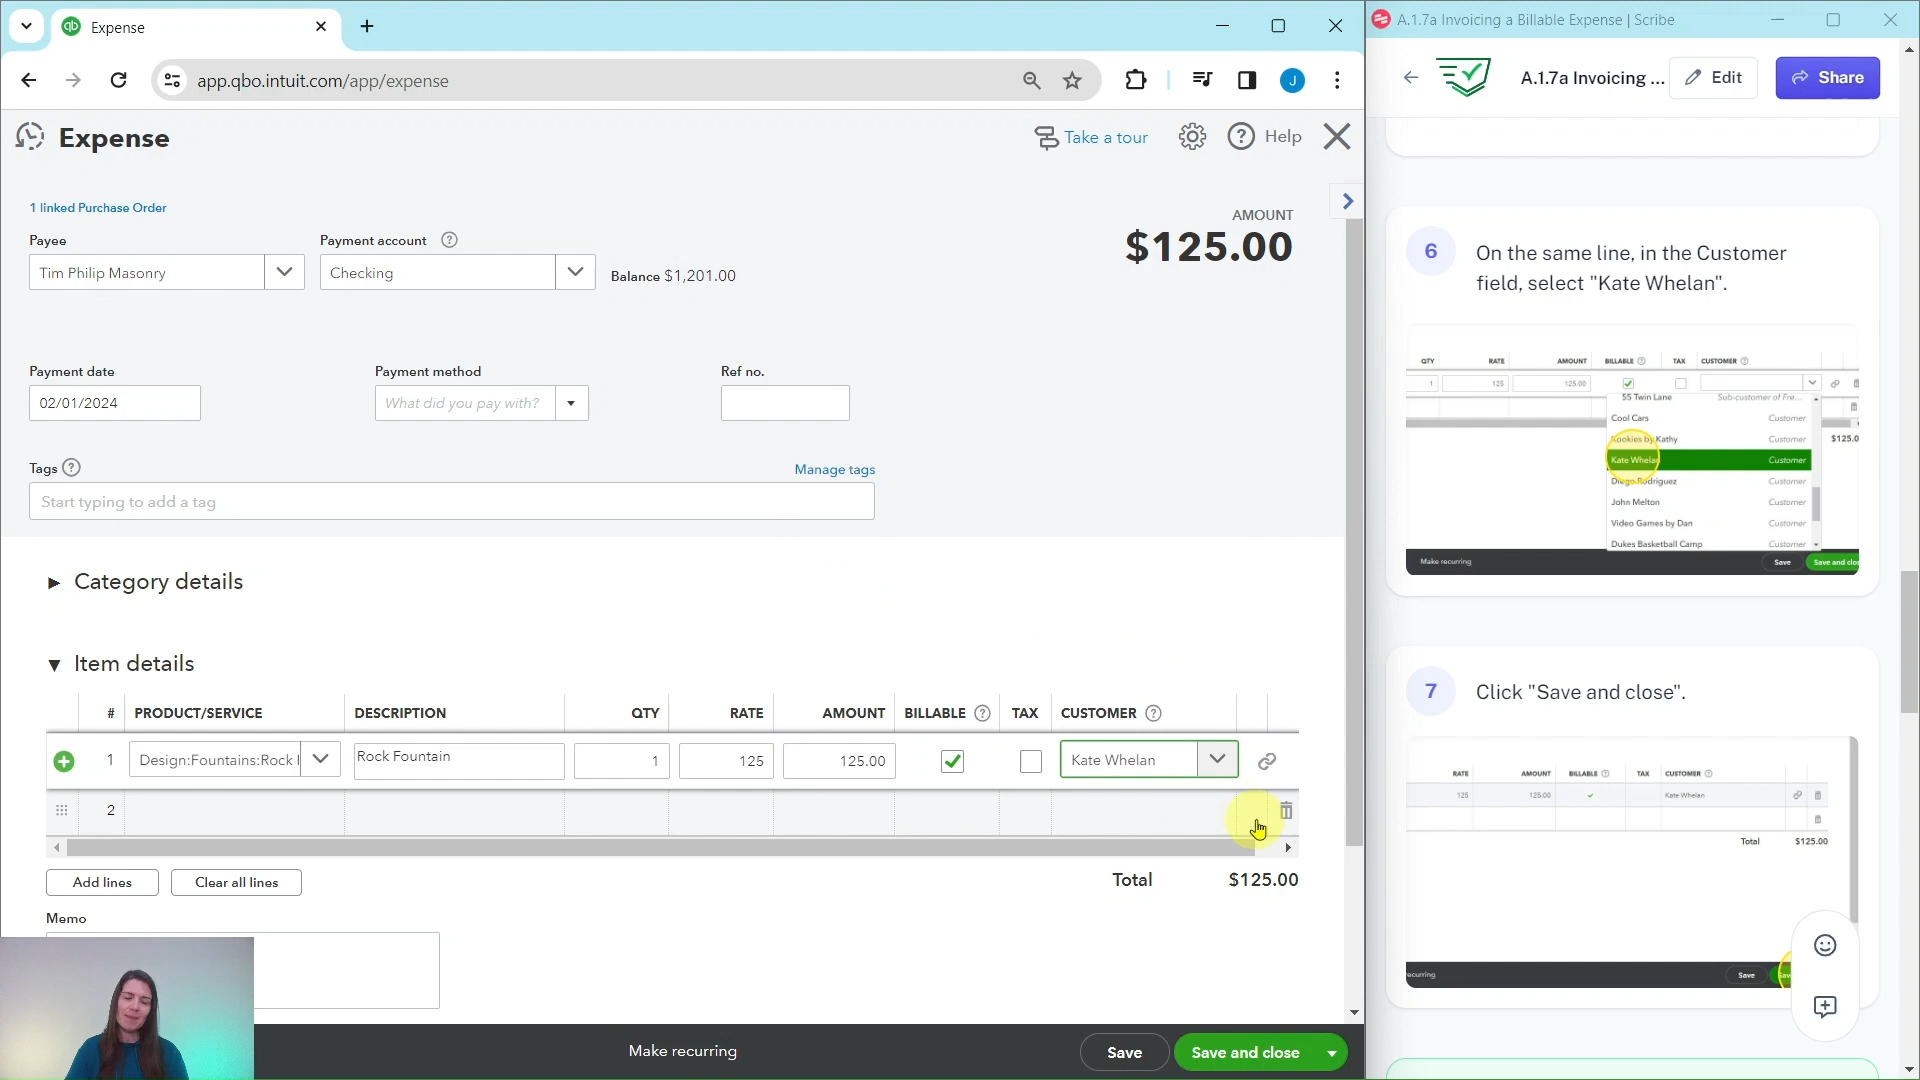 Expense
A.1.7a Invoicing a Billable Expense | Scribe
app.qbo.intuit.com/app/expense
J
A.1.7a Invoicing ...
Edit
Share
Expense
Take a tour
Help
1 linked Purchase Order
AMOUNT
$125.00
Payee
Payment account
Tim Philip Masonry
Checking
Balance $1,201.00
Payment date
Payment method
Ref no.
02/01/2024
What did you pay with?
Tags
Manage tags
Start typing to add a tag
Category details
Item details
# PRODUCT/SERVICE DESCRIPTION QTY RATE AMOUNT BILLABLE TAX CUSTOMER
1 Design:Fountains:Rock Rock Fountain 1 125 125.00 Kate Whelan
2
Add lines
Clear all lines
Total $125.00
Memo
Make recurring
Save
Save and close
6
On the same line, in the Customer
field, select "Kate Whelan".
QTY RATE AMOUNT BILLABLE TAX CUSTOMER
1 125 125.00
55 Twin Lane Sub-customer of Fre...
Cool Cars Customer
Kookies by Kathy Customer
$125.0
Kate Whelan Customer
Diego Rodriguez Customer
John Melton Customer
Video Games by Dan Customer
Dukes Basketball Camp Customer
Make recurring
Save
Save and clos
7
Click "Save and close".
RATE AMOUNT BILLABLE TAX CUSTOMER
125 125.00 Kate Whelan
Total $125.00
ecurring
Save